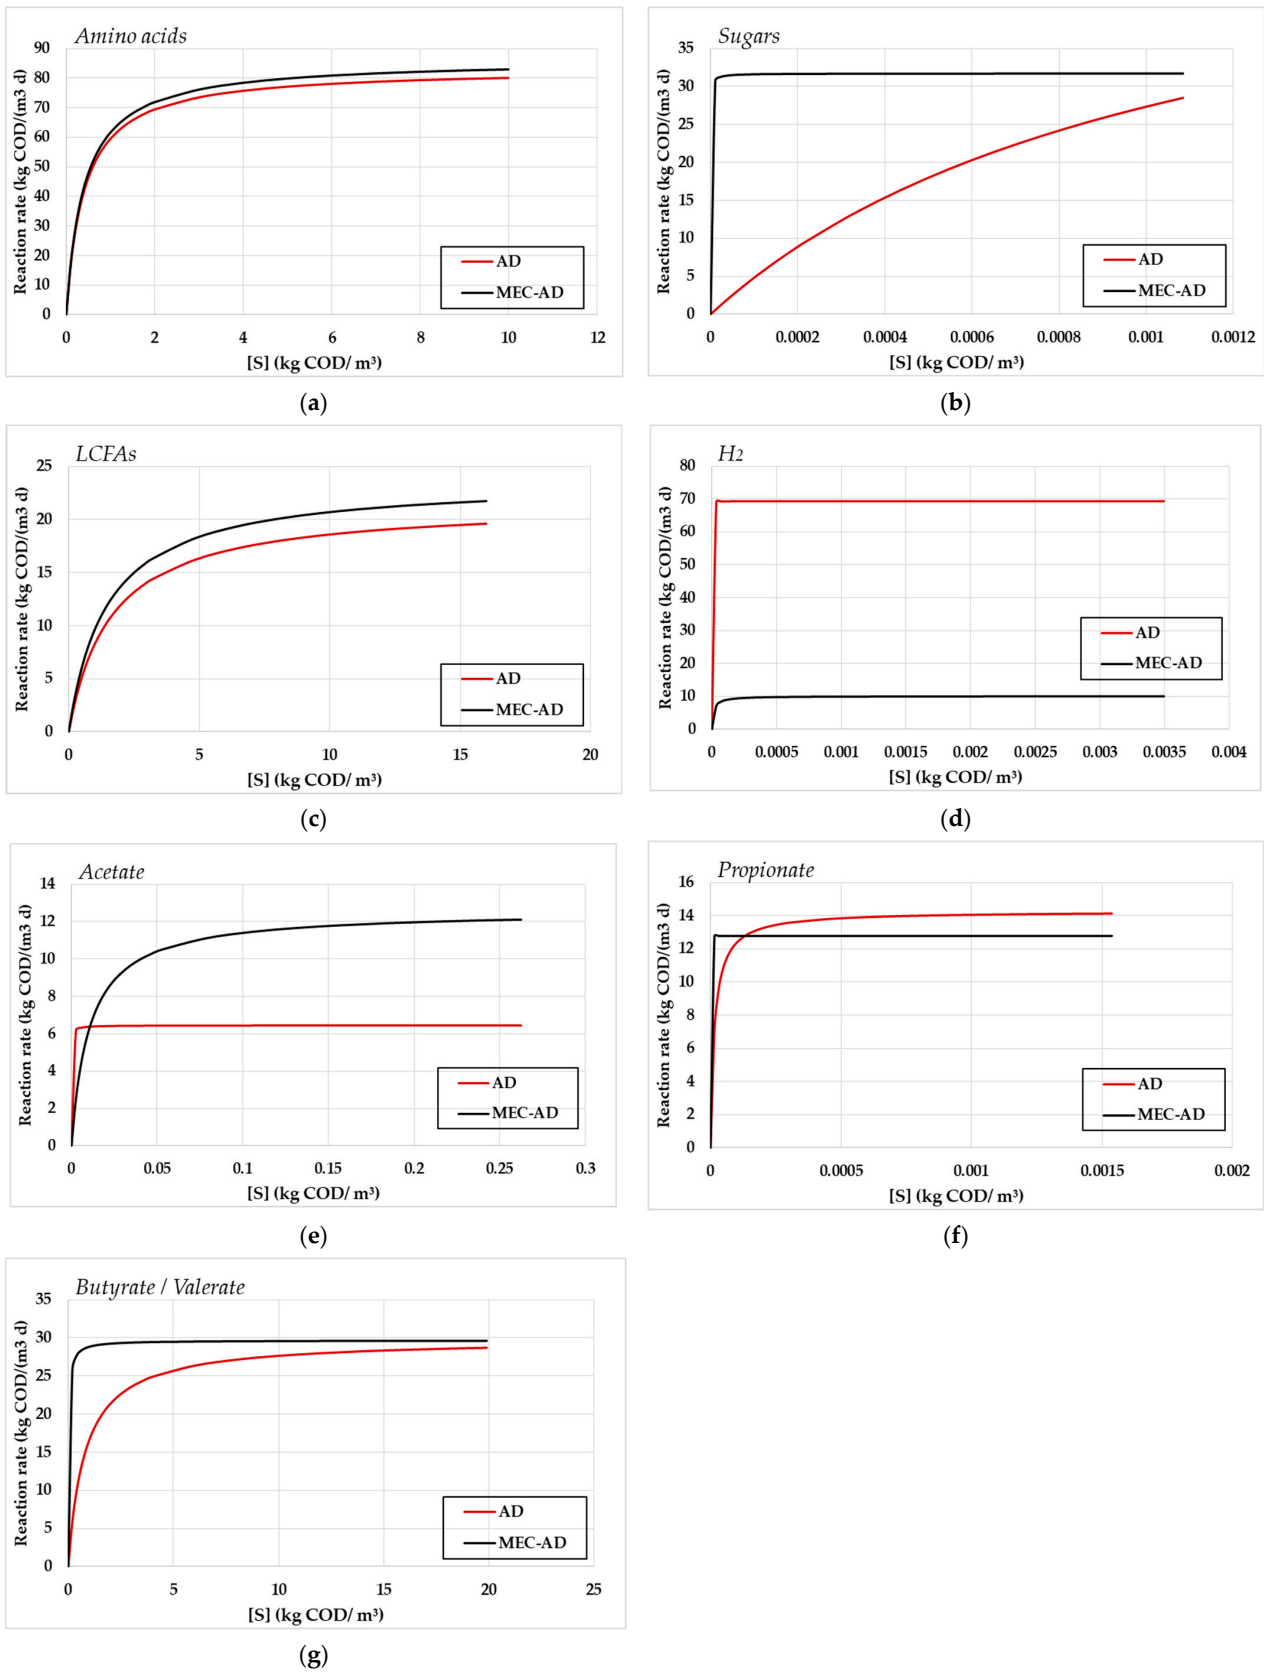 Amino acids
Reaction rate (kg COD/(m3 d)
90
80
70
60
50
40
30
20
10
0
AD
MEC-AD
0 2 4 6 8 10 12
[S] (kg COD/ m³)
(a)
Sugars
Reaction rate (kg COD/(m3 d)
35
30
25
20
15
10
5
0
AD
MEC-AD
0 0.0002 0.0004 0.0006 0.0008 0.001 0.0012
[S] (kg COD/ m³)
(b)
LCFAs
Reaction rate (kg COD/(m3 d)
25
20
15
10
5
0
AD
MEC-AD
0 5 10 15 20
[S] (kg COD/ m³)
(c)
H2
Reaction rate (kg COD/(m3 d)
80
70
60
50
40
30
20
10
0
AD
MEC-AD
0 0.0005 0.001 0.0015 0.002 0.0025 0.003 0.0035 0.004
[S] (kg COD/ m³)
(d)
Acetate
Reaction rate (kg COD/(m3 d)
14
12
10
8
6
4
2
0
AD
MEC-AD
0 0.05 0.1 0.15 0.2 0.25 0.3
[S] (kg COD/ m³)
(e)
Propionate
Reaction rate (kg COD/(m3 d)
16
14
12
10
8
6
4
2
0
AD
MEC-AD
0 0.0005 0.001 0.0015 0.002
[S] (kg COD/ m³)
(f)
Butyrate / Valerate
Reaction rate (kg COD/(m3 d)
35
30
25
20
15
10
5
0
AD
MEC-AD
0 5 10 15 20 25
[S] (kg COD/ m³)
(g)